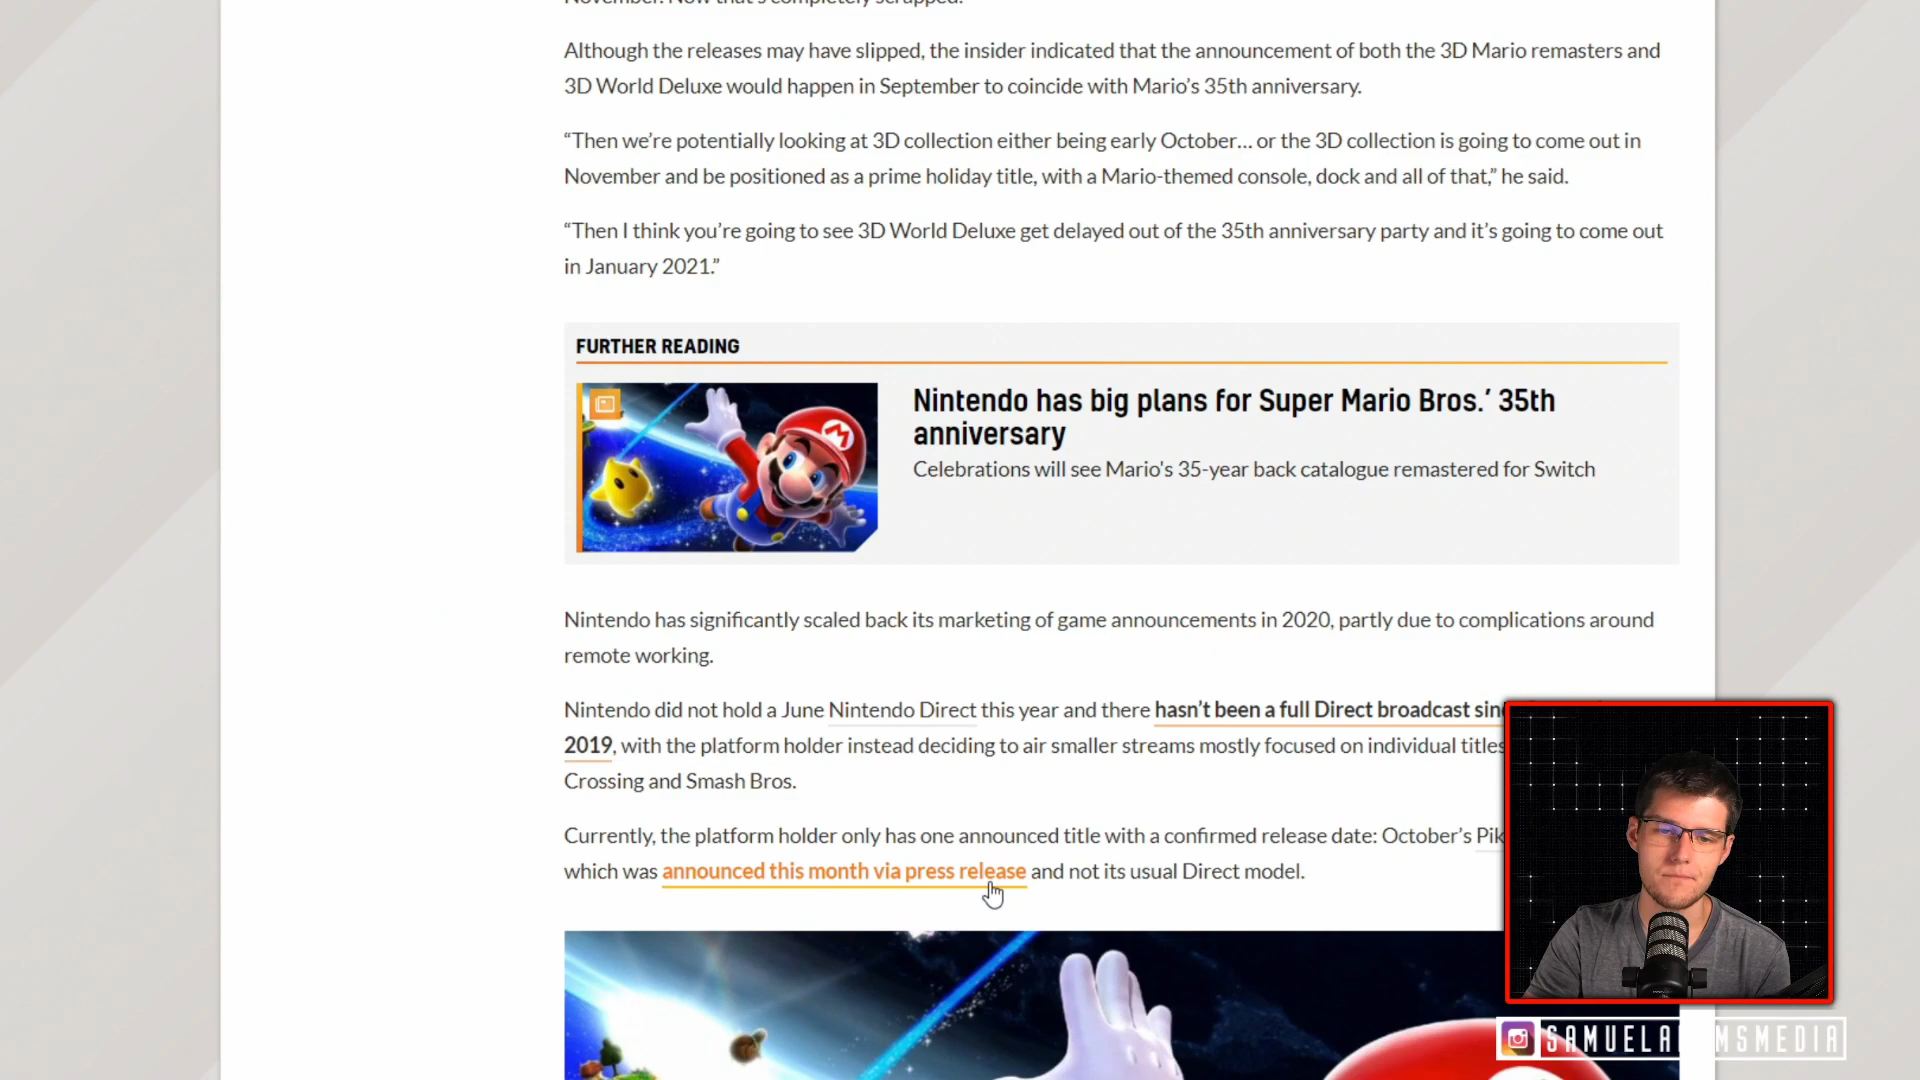 Although the releases may have slipped, the insider indicated that the announcement of both the 3D Mario remasters and
3D World Deluxe would happen in September to coincide with Mario’s 35th anniversary.
“Then we’re potentially looking at 3D collection either being early October… or the 3D collection is going to come out in
November and be positioned as a prime holiday title, with a Mario-themed console, dock and all of that,” he said.
“Then I think you’re going to see 3D World Deluxe get delayed out of the 35th anniversary party and it’s going to come out
in January 2021.”
FURTHER READING
Nintendo has big plans for Super Mario Bros.’ 35th
anniversary
Celebrations will see Mario's 35-year back catalogue remastered for Switch
Nintendo has significantly scaled back its marketing of game announcements in 2020, partly due to complications around
remote working.
Nintendo did not hold a June Nintendo Direct this year and there hasn’t been a full Direct broadcast
2019, with the platform holder instead deciding to air smaller streams mostly focused on individual titles
Crossing and Smash Bros.
Currently, the platform holder only has one announced title with a confirmed release date: October’s
which was announced this month via press release and not its usual Direct model.